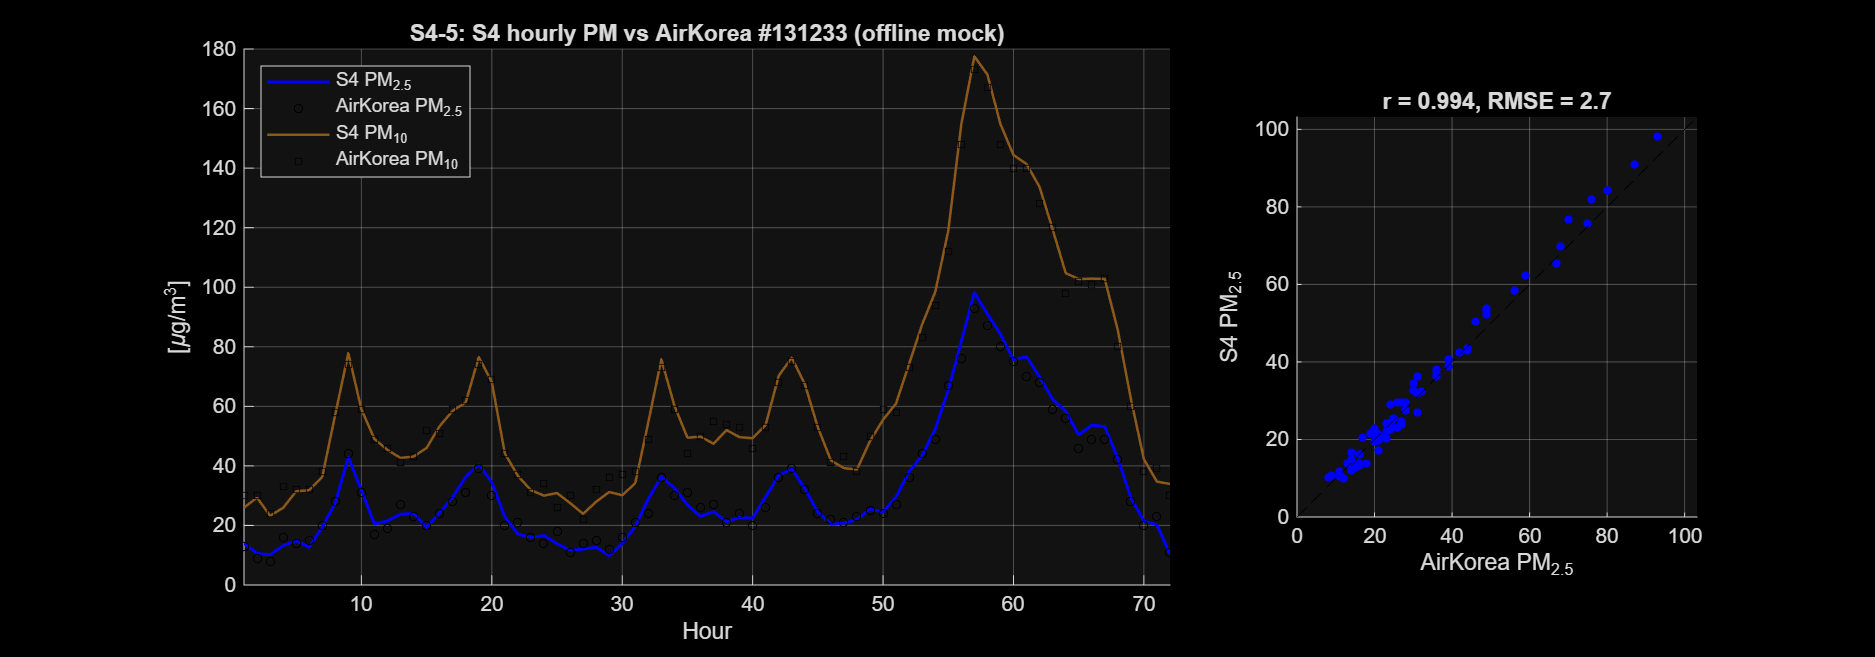 S4-5: S4 hourly PM vs AirKorea #131233 (offline mock)
180
160
140
120
100
80
60
40
20
0
[μg/m³]
S4 PM₂.₅
AirKorea PM₂.₅
S4 PM₁₀
AirKorea PM₁₀
10 20 30 40 50 60 70
Hour
r = 0.994, RMSE = 2.7
100
80
60
40
20
0
S4 PM₂.₅
0 20 40 60 80 100
AirKorea PM₂.₅